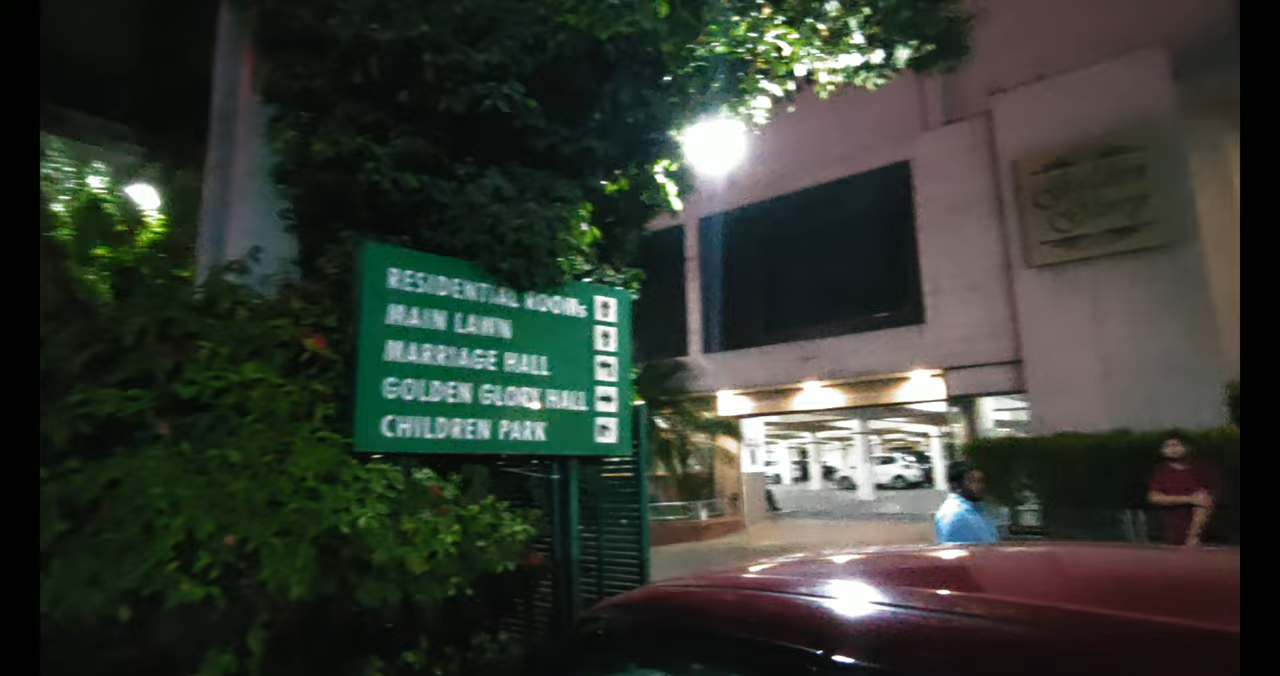 RESIDENTIAL ROOMS
MAIN LAWN
MARRIAGE HALL
GOLDEN GLORY HALL
CHILDREN PARK